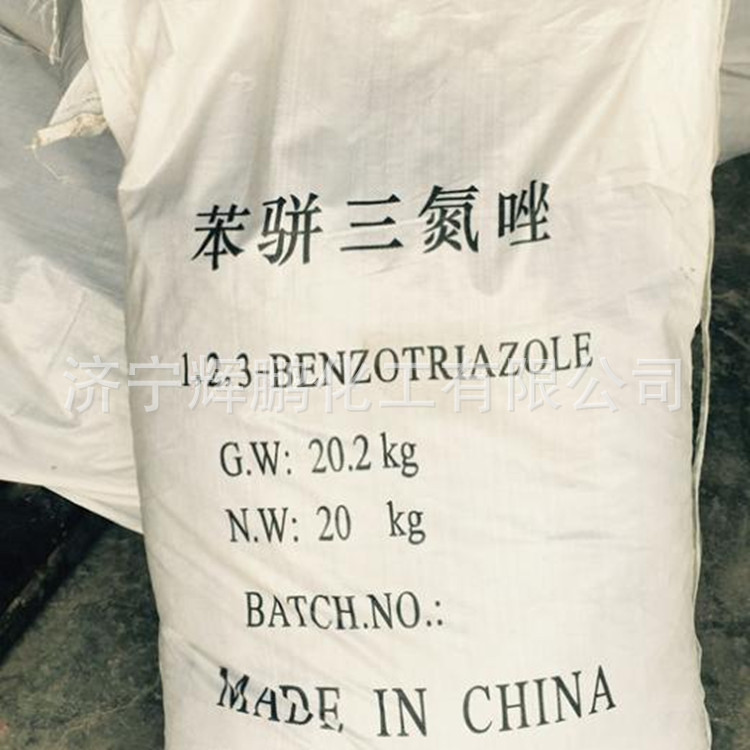 苯骈三氮唑
1,2,3-BENZOTRIAZOLE
济宁辉鹏化工有限公司
G.W: 20.2 kg
N.W: 20 kg
BATCH.NO.:
MADE IN CHINA